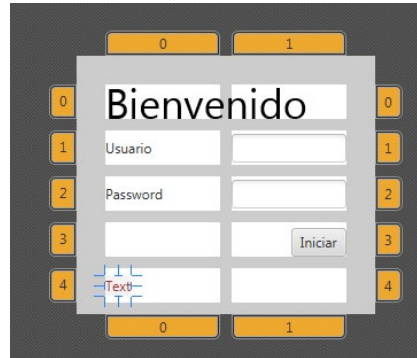 0 1
0 Bienvenido 0
1 Usuario 1
2 Password 2
3 Iniciar 3
4 Text 4
0 1